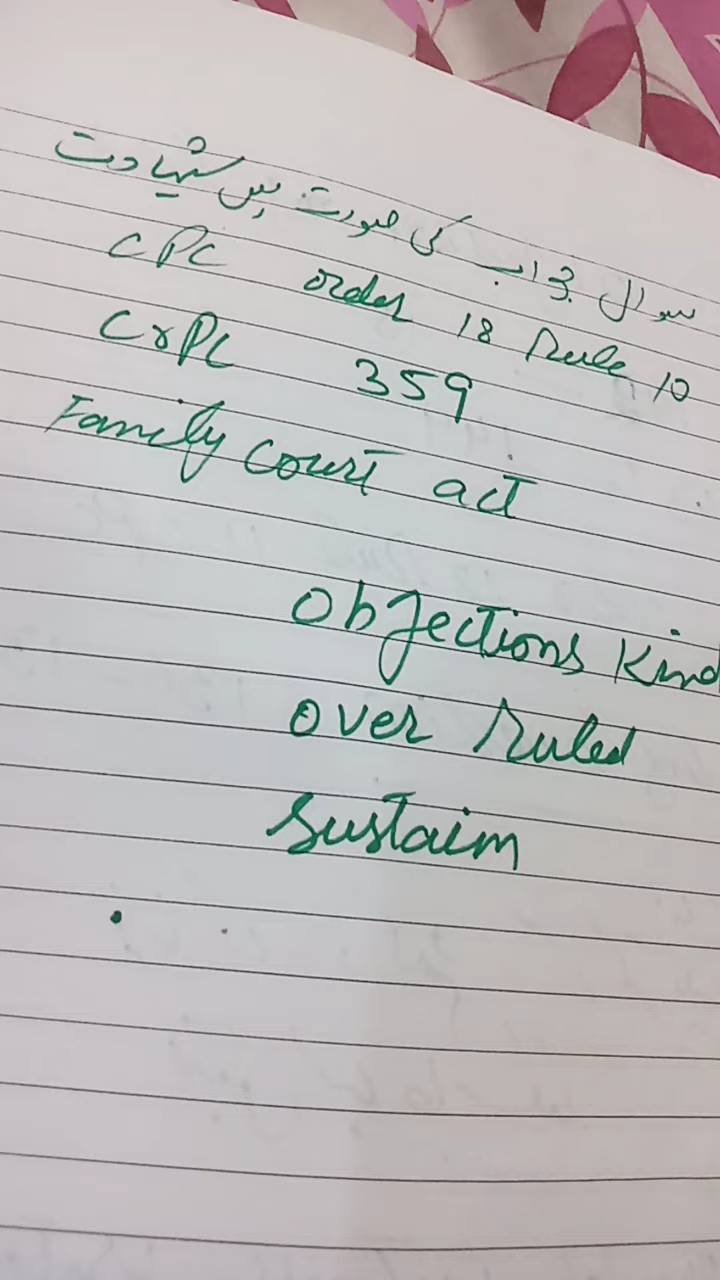 سوال جواب کی صورت میں شہادت
CPC order 18 Rule 10
CrPC 359
Family court act
Objections Kind
over Ruled
Sustaim